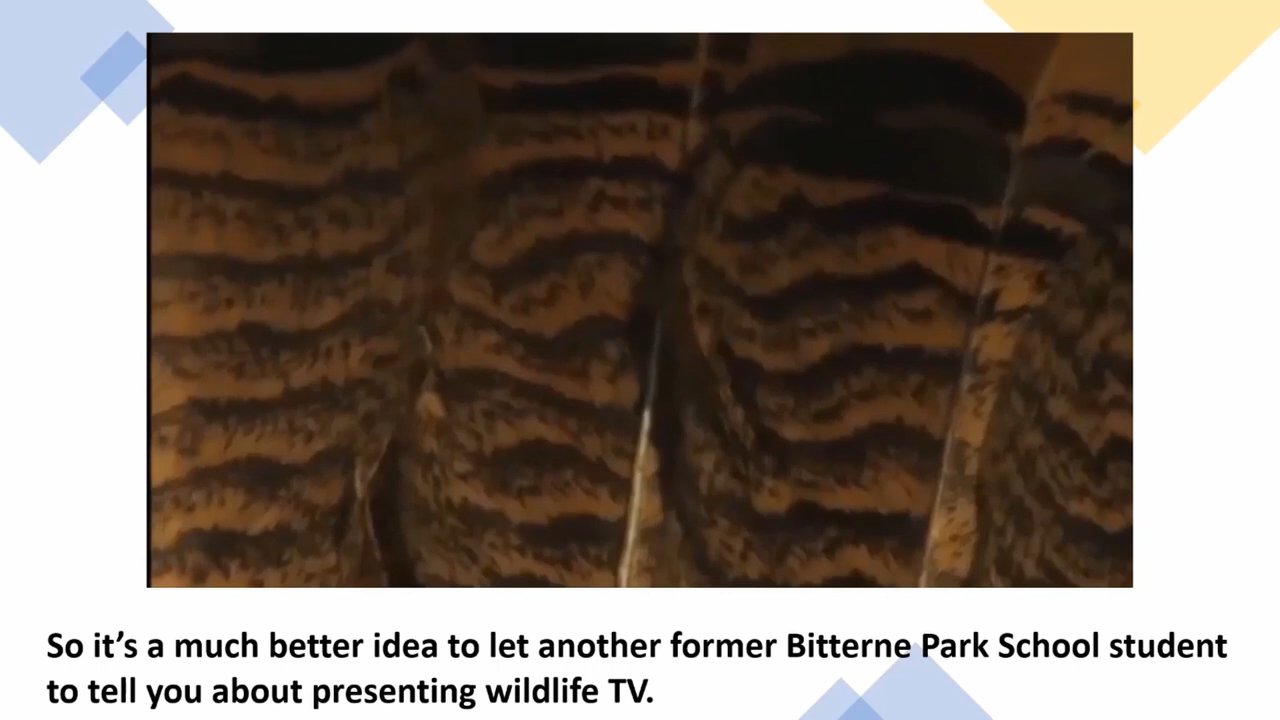 So it’s a much better idea to let another former Bitterne Park School student
to tell you about presenting wildlife TV.